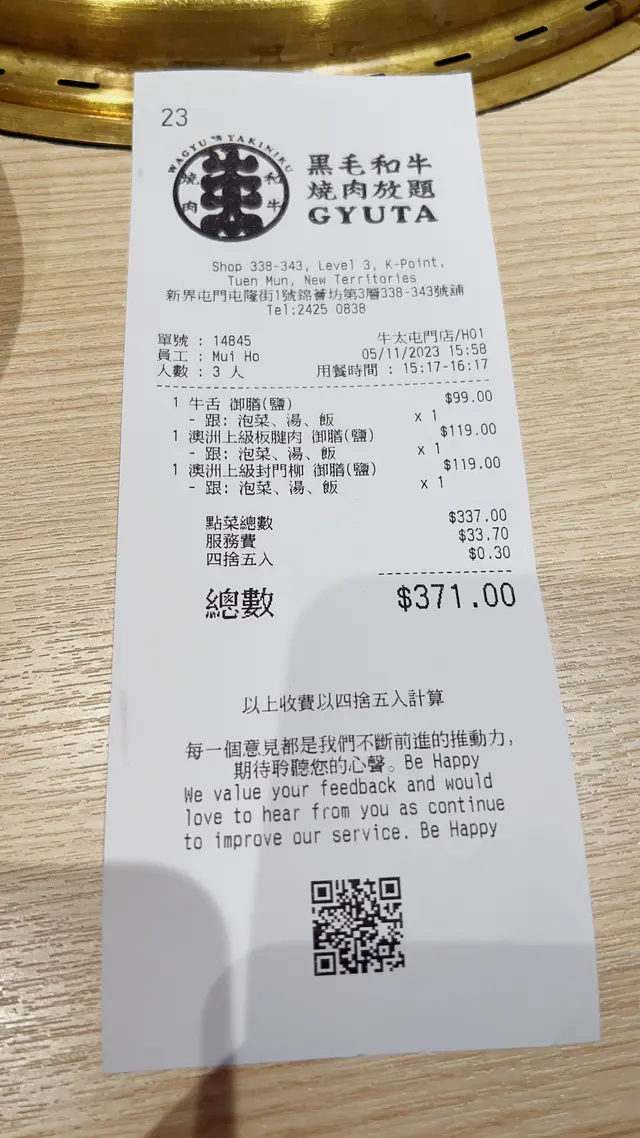 23
WAGYU YAKINIKU
燒肉 和牛
黒毛和牛
燒肉放題
GYUTA
Shop 338-343, Level 3, K-Point,
Tuen Mun, New Territories
新界屯門屯隆街1號錦薈坊第3層338-343號舖
Tel:2425 0838
單號 : 14845 牛太屯門店/H01
員工 : Mui Ho 05/11/2023 15:58
人數 : 3 人 用餐時間 : 15:17-16:17
1 牛舌 御膳(鹽) $99.00
- 跟: 泡菜、湯、飯 x 1
1 澳洲上級板腱肉 御膳(鹽) $119.00
- 跟: 泡菜、湯、飯 x 1
1 澳洲上級封門柳 御膳(鹽) $119.00
- 跟: 泡菜、湯、飯 x 1
點菜總數 $337.00
服務費 $33.70
四捨五入 $0.30
總數 $371.00
以上收費以四捨五入計算
每一個意見都是我們不斷前進的推動力,
期待聆聽您的心聲。Be Happy
We value your feedback and would
love to hear from you as continue
to improve our service. Be Happy